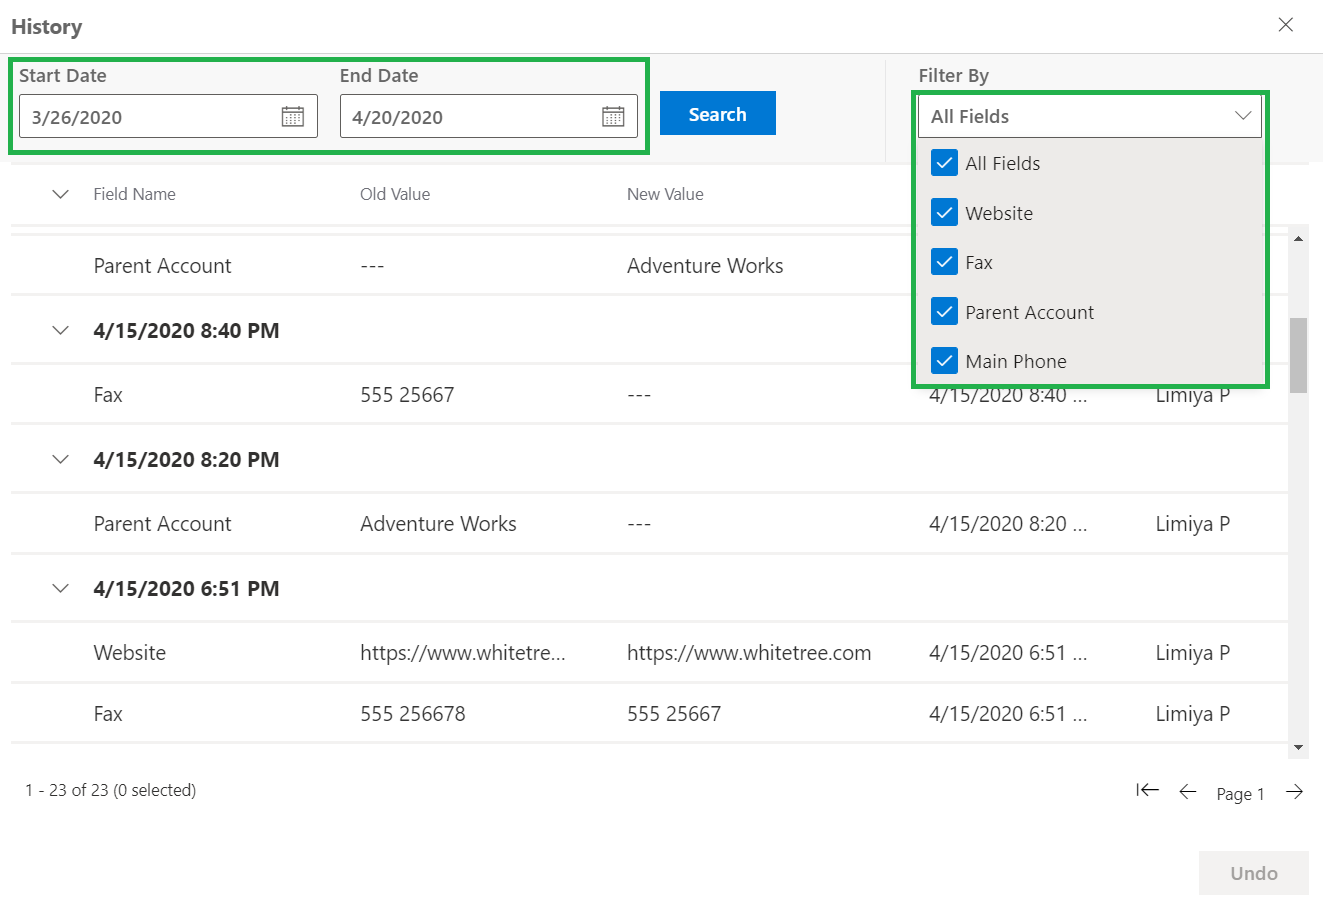 History
Start Date End Date Filter By
3/26/2020 4/20/2020 Search All Fields
All Fields
Field Name Old Value New Value
Website
Parent Account --- Adventure Works Fax
Parent Account
4/15/2020 8:40 PM
Main Phone
Fax 555 25667 --- 4/15/2020 8:40 ... Limiya P
4/15/2020 8:20 PM
Parent Account Adventure Works --- 4/15/2020 8:20 ... Limiya P
4/15/2020 6:51 PM
Website https://www.whitetre... https://www.whitetree.com 4/15/2020 6:51 ... Limiya P
Fax 555 256678 555 25667 4/15/2020 6:51 ... Limiya P
1 - 23 of 23 (0 selected) Page 1
Undo